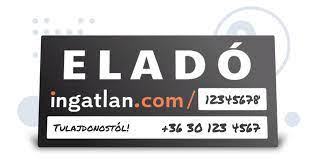 ELADÓ
ingatlan.com/ 12345678
Tulajdonostól! +36 30 123 4567